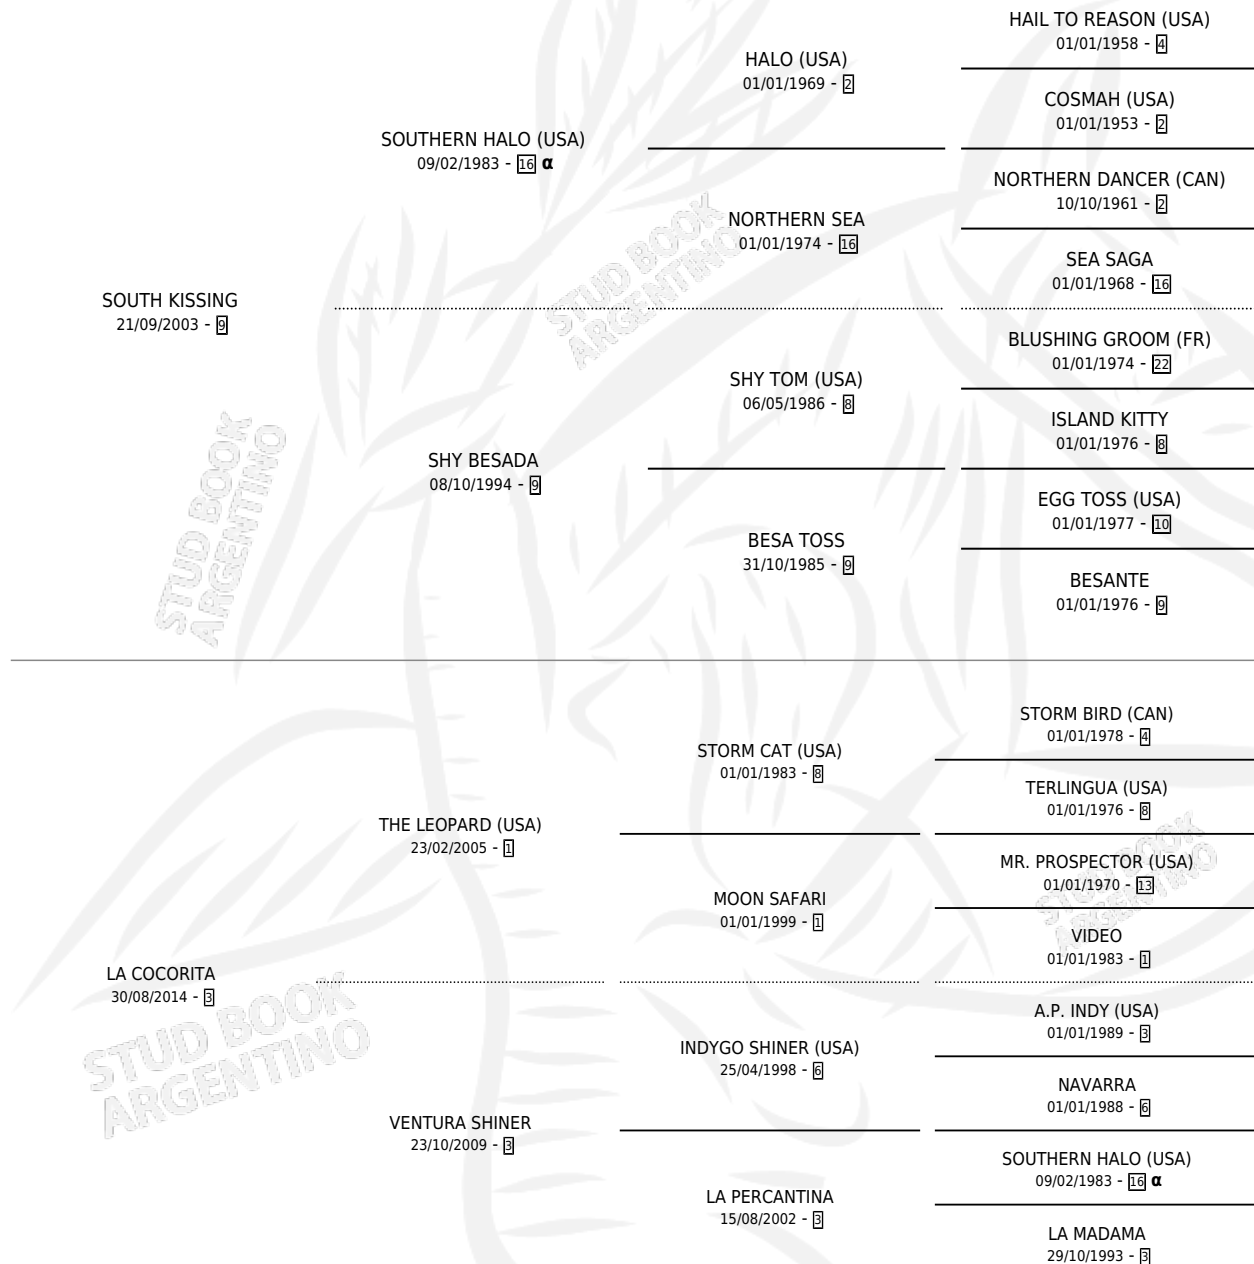 HAIL TO REASON (USA)
01/01/1958 - 4
HALO (USA)
01/01/1969 - 2
COSMAH (USA)
01/01/1953 - 2
SOUTHERN HALO (USA)
09/02/1983 - 16 α
NORTHERN DANCER (CAN)
10/10/1961 - 2
NORTHERN SEA
01/01/1974 - 16
SEA SAGA
01/01/1968 - 16
SOUTH KISSING
21/09/2003 - 9
STUD BOOK
ARGENTINO
BLUSHING GROOM (FR)
01/01/1974 - 22
SHY TOM (USA)
06/05/1986 - 8
ISLAND KITTY
01/01/1976 - 8
SHY BESADA
08/10/1994 - 9
EGG TOSS (USA)
01/01/1977 - 10
BESA TOSS
31/10/1985 - 9
BESANTE
01/01/1976 - 9
STUD BOOK
ARGENTINO
STORM BIRD (CAN)
01/01/1978 - 4
STORM CAT (USA)
01/01/1983 - 8
TERLINGUA (USA)
01/01/1976 - 8
THE LEOPARD (USA)
23/02/2005 - 1
MR. PROSPECTOR (USA)
01/01/1970 - 13
STUD BOOK
ARGENTINO
MOON SAFARI
01/01/1999 - 1
VIDEO
01/01/1983 - 1
LA COCORITA
30/08/2014 - 3
STUD BOOK
ARGENTINO
A.P. INDY (USA)
01/01/1989 - 3
INDYGO SHINER (USA)
25/04/1998 - 6
NAVARRA
01/01/1988 - 6
VENTURA SHINER
23/10/2009 - 3
SOUTHERN HALO (USA)
09/02/1983 - 16 α
LA PERCANTINA
15/08/2002 - 3
LA MADAMA
29/10/1993 - 3